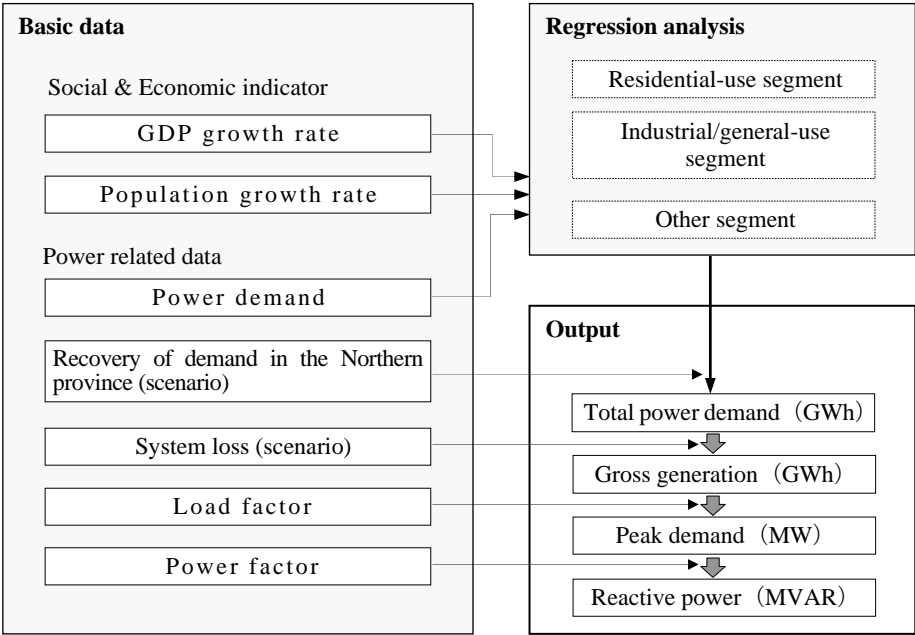 Basic data
Social & Economic indicator
GDP growth rate
Population growth rate
Power related data
Power demand
Recovery of demand in the Northern
province (scenario)
System loss (scenario)
Load factor
Power factor
Regression analysis
Residential-use segment
Industrial/general-use
segment
Other segment
Output
Total power demand（GWh）
Gross generation（GWh）
Peak demand（MW）
Reactive power（MVAR）